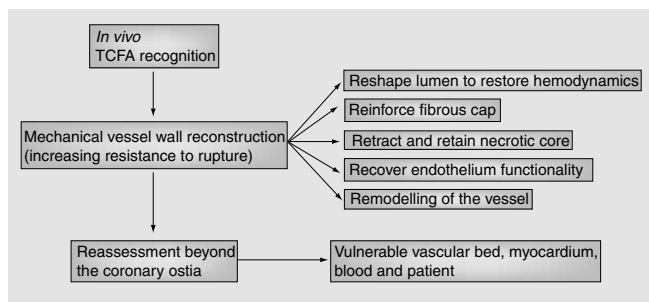 In vivo
TCFA recognition
Mechanical vessel wall reconstruction
(increasing resistance to rupture)
Reshape lumen to restore hemodynamics
Reinforce fibrous cap
Retract and retain necrotic core
Recover endothelium functionality
Remodelling of the vessel
Reassessment beyond
the coronary ostia
Vulnerable vascular bed, myocardium,
blood and patient